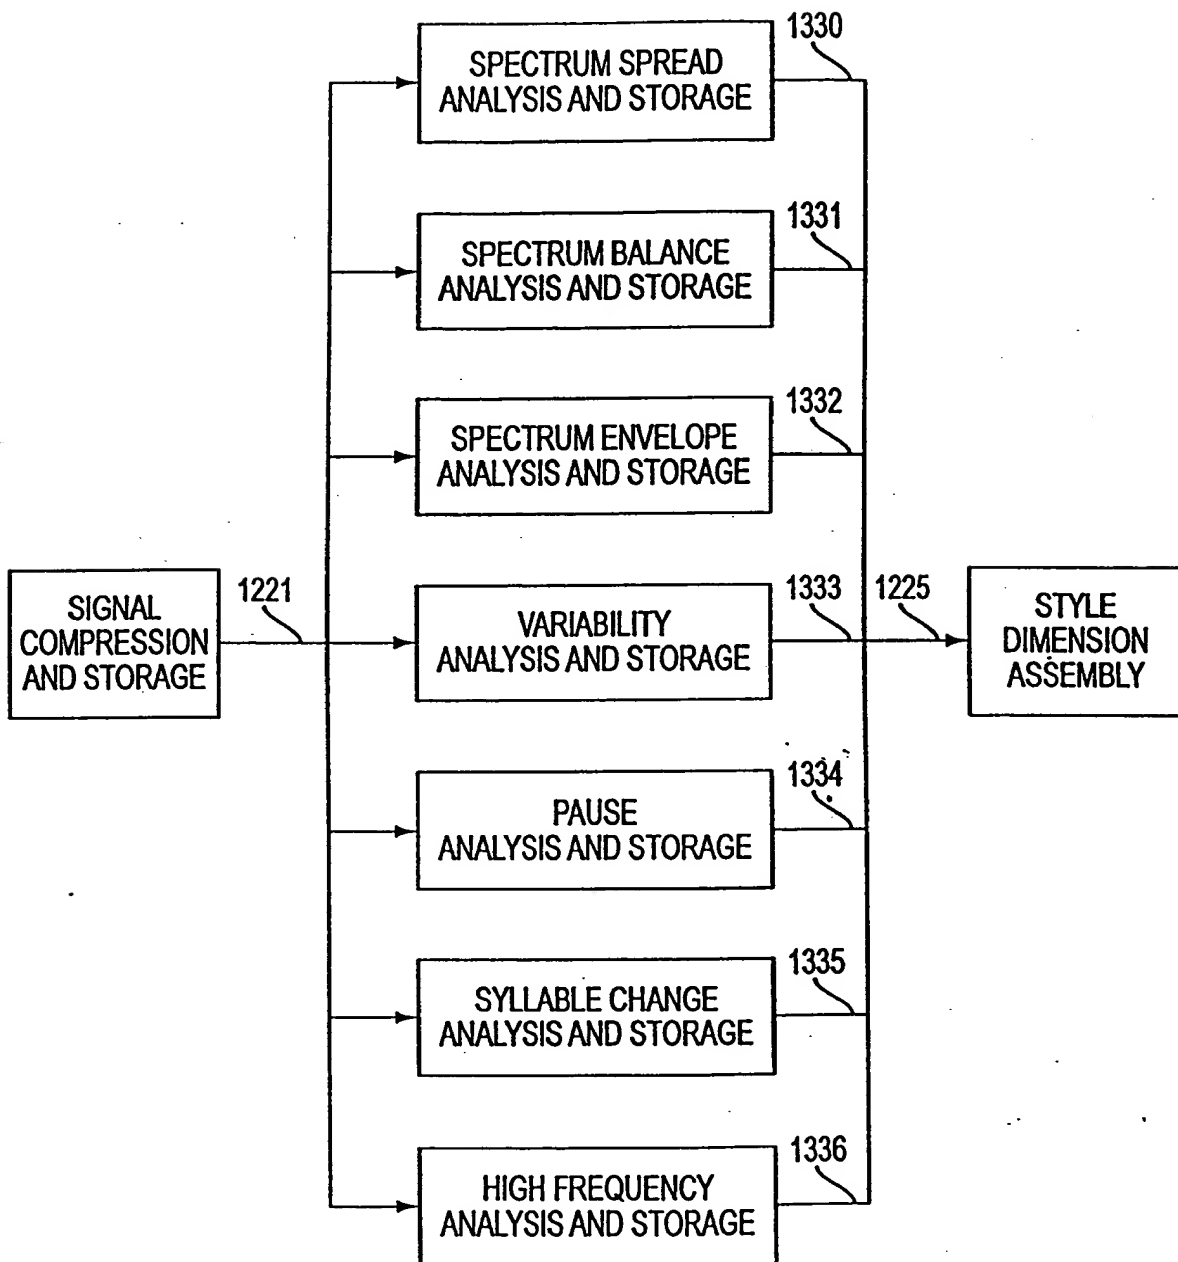 1330
SPECTRUM SPREAD
ANALYSIS AND STORAGE
1331
SPECTRUM BALANCE
ANALYSIS AND STORAGE
1332
SPECTRUM ENVELOPE
ANALYSIS AND STORAGE
SIGNAL
COMPRESSION
AND STORAGE
1221
1333
VARIABILITY
ANALYSIS AND STORAGE
1225
STYLE
DIMENSION
ASSEMBLY
1334
PAUSE
ANALYSIS AND STORAGE
1335
SYLLABLE CHANGE
ANALYSIS AND STORAGE
1336
HIGH FREQUENCY
ANALYSIS AND STORAGE